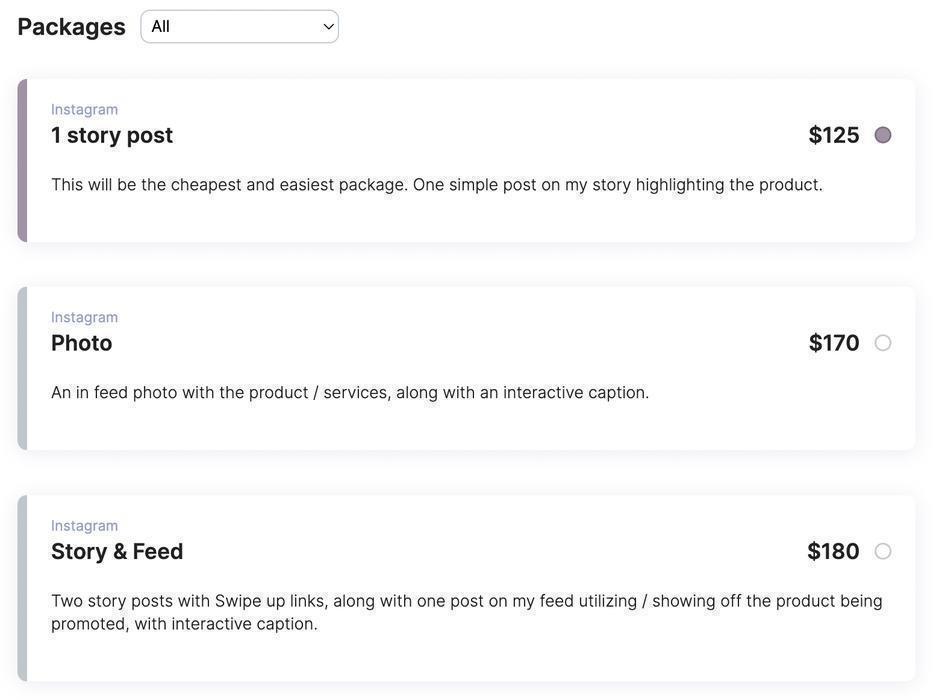 Packages All
Instagram
1 story post $125
This will be the cheapest and easiest package. One simple post on my story highlighting the product.
Instagram
Photo $170
An in feed photo with the product / services, along with an interactive caption.
Instagram
Story & Feed $180
Two story posts with Swipe up links, along with one post on my feed utilizing / showing off the product being
promoted, with interactive caption.